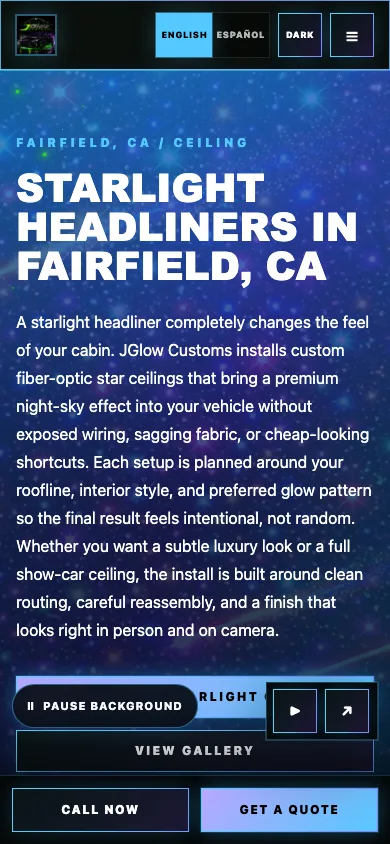 ENGLISH
ESPAÑOL
DARK
FAIRFIELD, CA / CEILING
STARLIGHT
HEADLINERS IN
FAIRFIELD, CA
A starlight headliner completely changes the feel
of your cabin. JGlow Customs installs custom
fiber-optic star ceilings that bring a premium
night-sky effect into your vehicle without
exposed wiring, sagging fabric, or cheap-looking
shortcuts. Each setup is planned around your
roofline, interior style, and preferred glow pattern
so the final result feels intentional, not random.
Whether you want a subtle luxury look or a full
show-car ceiling, the install is built around clean
routing, careful reassembly, and a finish that
looks right in person and on camera.
PAUSE BACKGROUND
RLIGHT
VIEW GALLERY
CALL NOW
GET A QUOTE